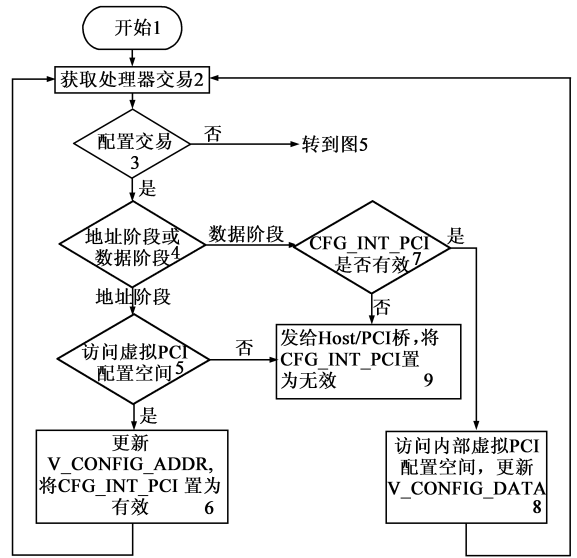 开始1
获取处理器交易2
配置交易
3
否
转到图5
是
地址阶段或
数据阶段4
数据阶段
CFG_INT_PCI
是否有效7
是
地址阶段
否
访问虚拟PCI
配置空间5
否
发给Host/PCI桥,将
CFG_INT_PCI置
为无效
9
是
更新
V_CONFIG_ADDR,
将CFG_INT_PCI 置为
有效
6
访问内部虚拟PCI
配置空间，更新
V_CONFIG_DATA
8